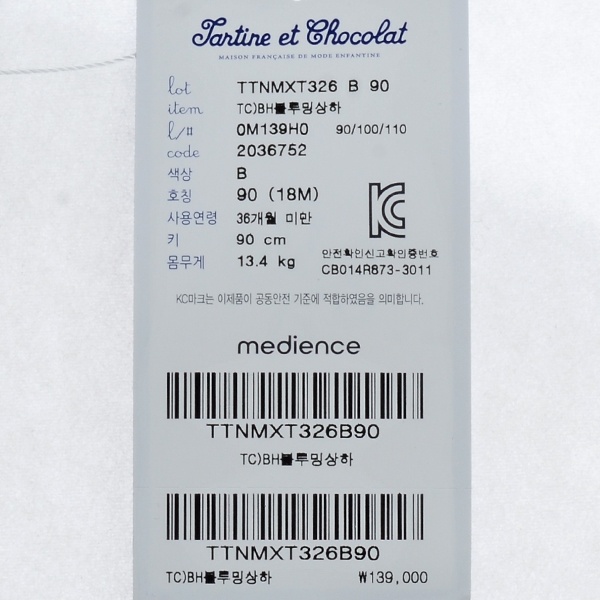 Tartine et Chocolat
MAISON FRANÇAISE DE MODE ENFANTINE
lot TTNMXT326 B 90
item TC)BH블루밍상하
l/# 0M139H0 90/100/110
code 2036752
색상 B
호칭 90 (18M)
사용연령 36개월 미만
키 90 cm
몸무게 13.4 kg
안전확인신고확인증번호
CB014R873-3011
KC마크는 이제품이 공통안전 기준에 적합하였음을 의미합니다.
medience
TTNMXT326B90
TC)BH블루밍상하
TTNMXT326B90
TC)BH블루밍상하 ₩139,000